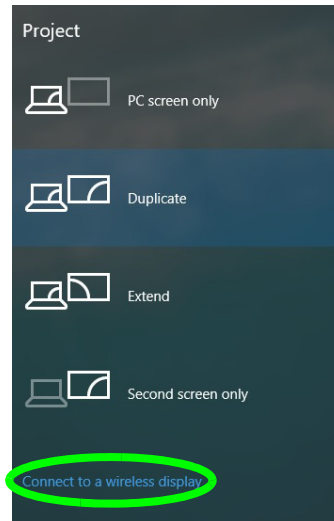 Project
PC screen only
Duplicate
Extend
Second screen only
Connect to a wireless display